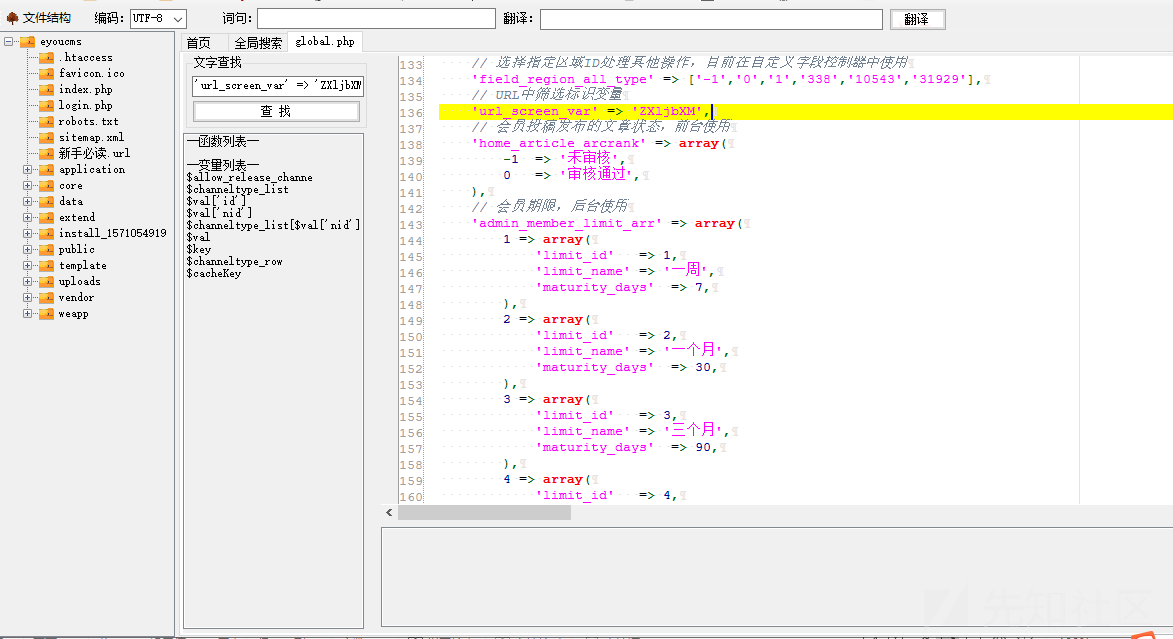 文件结构 编码: UTF-8 词句: 翻译: 翻译
eyoucms
.htaccess
favicon.ico
index.php
login.php
robots.txt
sitemap.xml
新手必读.url
application
core
data
extend
install_1571054919
public
template
uploads
vendor
weapp
首页 全局搜索 global.php
文字查找
'url_screen_var' => 'ZXljbXM
查 找
—函数列表—
—变量列表—
$allow_release_channe
$channeltype_list
$val['id']
$val['nid']
$channeltype_list[$val['nid']
$val
$key
$channeltype_row
$cacheKey
133 // 选择指定区域ID处理其他操作，目前在自定义字段控制器中使用
134 'field_region_all_type' => ['-1','0','1','338','10543','31929'],
135 // URL中筛选标识变量
136 'url_screen_var' => 'ZXljbXM',
137 // 会员投稿发布的文章状态，前台使用
138 'home_article_arcrank' => array(
139 -1 => '未审核',
140 0 => '审核通过',
141 ),
142 // 会员期限，后台使用
143 'admin_member_limit_arr' => array(
144 1 => array(
145 'limit_id' => 1,
146 'limit_name' => '一周',
147 'maturity_days' => 7,
148 ),
149 2 => array(
150 'limit_id' => 2,
151 'limit_name' => '一个月',
152 'maturity_days' => 30,
153 ),
154 3 => array(
155 'limit_id' => 3,
156 'limit_name' => '三个月',
157 'maturity_days' => 90,
158 ),
159 4 => array(
160 'limit_id' => 4,
先知社区